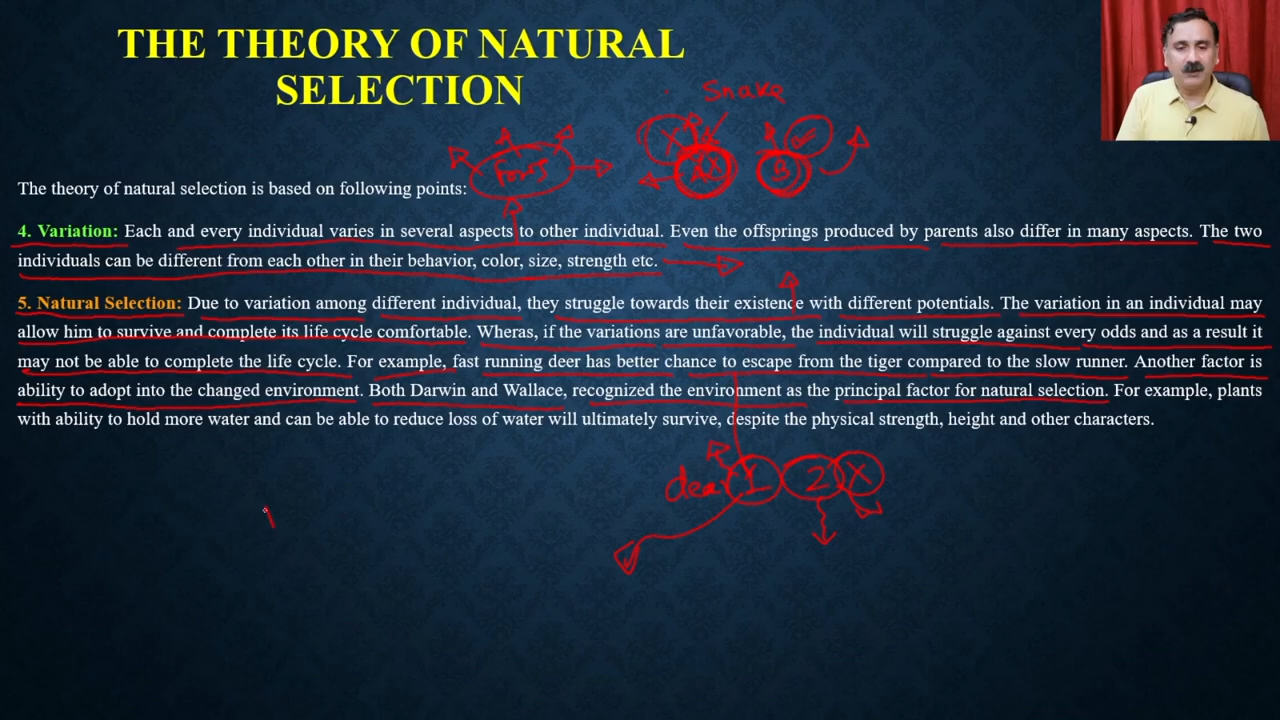 THE THEORY OF NATURAL
SELECTION
Snake
X A X B
The theory of natural selection is based on following points:
4. Variation: Each and every individual varies in several aspects to other individual. Even the offsprings produced by parents also differ in many aspects. The two
individuals can be different from each other in their behavior, color, size, strength etc.
5. Natural Selection: Due to variation among different individual, they struggle towards their existence with different potentials. The variation in an individual may
allow him to survive and complete its life cycle comfortable. Wheras, if the variations are unfavorable, the individual will struggle against every odds and as a result it
may not be able to complete the life cycle. For example, fast running deer has better chance to escape from the tiger compared to the slow runner. Another factor is
ability to adopt into the changed environment. Both Darwin and Wallace, recognized the environment as the principal factor for natural selection. For example, plants
with ability to hold more water and can be able to reduce loss of water will ultimately survive, despite the physical strength, height and other characters.
dear 1 2 X